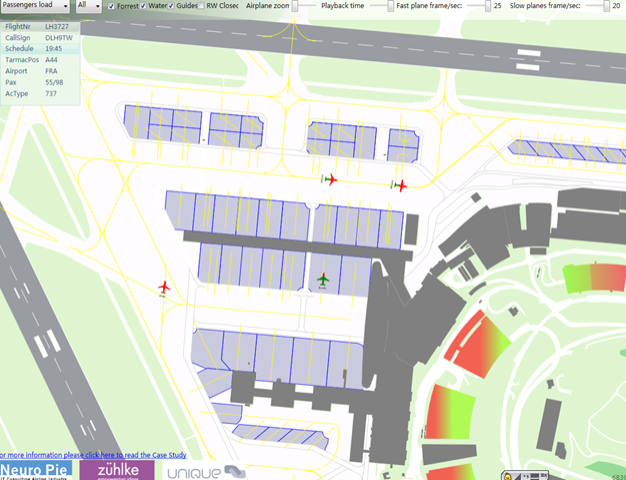 Passengers load All Forrest Water Guides RW Closed Airplane zoom Playback time Fast plane frame/sec: 25 Slow planes frame/sec: 20
FlightNr LH3727
CallSign DLH9TW
Schedule 19:45
TarmacPos A44
Airport FRA
Pax 55/98
AcType 737
or more information please click here to read the Case Study
Neuro Pie
zühlke
UNIQUE